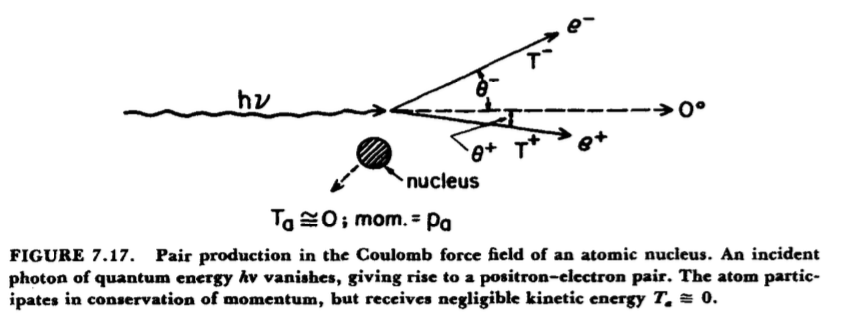 e⁻
T⁻
θ⁻
hν
0°
θ⁺ T⁺ e⁺
nucleus
Tₐ ≅ 0; mom. = pₐ
FIGURE 7.17. Pair production in the Coulomb force field of an atomic nucleus. An incident
photon of quantum energy hν vanishes, giving rise to a positron–electron pair. The atom partic-
ipates in conservation of momentum, but receives negligible kinetic energy Tₐ ≅ 0.